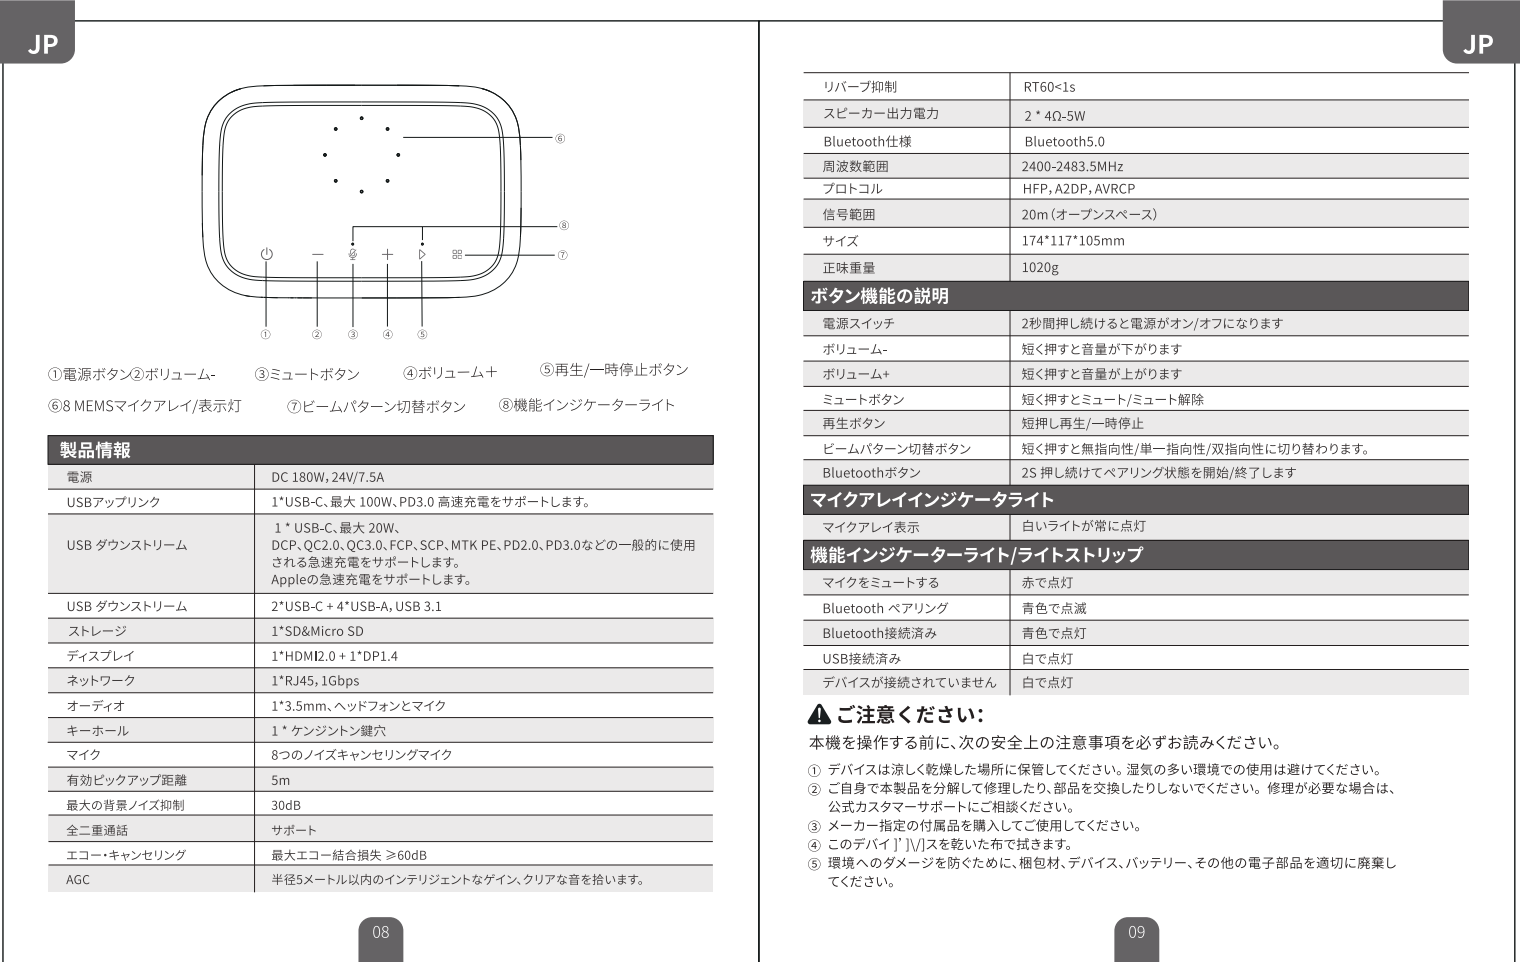 JP
⑥
⑧
⑦
① ② ③ ④ ⑤
①電源ボタン②ボリューム- ③ミュートボタン ④ボリューム＋ ⑤再生/一時停止ボタン
⑥8 MEMSマイクアレイ/表示灯 ⑦ビームパターン切替ボタン ⑧機能インジケーターライト
製品情報
電源 DC 180W, 24V/7.5A
USBアップリンク 1*USB-C、最大 100W、PD3.0 高速充電をサポートします。
USB ダウンストリーム 1 * USB-C、最大 20W、
DCP、QC2.0、QC3.0、FCP、SCP、MTK PE、PD2.0、PD3.0などの一般的に使用
される急速充電をサポートします。
Appleの急速充電をサポートします。
USB ダウンストリーム 2*USB-C + 4*USB-A, USB 3.1
ストレージ 1*SD&Micro SD
ディスプレイ 1*HDMI2.0 + 1*DP1.4
ネットワーク 1*RJ45, 1Gbps
オーディオ 1*3.5mm、ヘッドフォンとマイク
キーホール 1 * ケンジントン鍵穴
マイク 8つのノイズキャンセリングマイク
有効ピックアップ距離 5m
最大の背景ノイズ抑制 30dB
全二重通話 サポート
エコー・キャンセリング 最大エコー結合損失 ≥60dB
AGC 半径5メートル以内のインテリジェントなゲイン、クリアな音を拾います。
08
JP
リバーブ抑制 RT60<1s
スピーカー出力電力 2 * 4Ω-5W
Bluetooth仕様 Bluetooth5.0
周波数範囲 2400-2483.5MHz
プロトコル HFP, A2DP, AVRCP
信号範囲 20m（オープンスペース）
サイズ 174*117*105mm
正味重量 1020g
ボタン機能の説明
電源スイッチ 2秒間押し続けると電源がオン/オフになります
ボリューム- 短く押すと音量が下がります
ボリューム+ 短く押すと音量が上がります
ミュートボタン 短く押すとミュート/ミュート解除
再生ボタン 短押し再生/一時停止
ビームパターン切替ボタン 短く押すと無指向性/単一指向性/双指向性に切り替わります。
Bluetoothボタン 2S 押し続けてペアリング状態を開始/終了します
マイクアレイインジケータライト
マイクアレイ表示 白いライトが常に点灯
機能インジケーターライト/ライトストリップ
マイクをミュートする 赤で点灯
Bluetooth ペアリング 青色で点滅
Bluetooth接続済み 青色で点灯
USB接続済み 白で点灯
デバイスが接続されていません 白で点灯
ご注意ください：
本機を操作する前に、次の安全上の注意事項を必ずお読みください。
① デバイスは涼しく乾燥した場所に保管してください。湿気の多い環境での使用は避けてください。
② ご自身で本製品を分解して修理したり、部品を交換したりしないでください。修理が必要な場合は、
公式カスタマーサポートにご相談ください。
③ メーカー指定の付属品を購入してご使用してください。
④ このデバイ ]’ ]\/]スを乾いた布で拭きます。
⑤ 環境へのダメージを防ぐために、梱包材、デバイス、バッテリー、その他の電子部品を適切に廃棄し
てください。
09